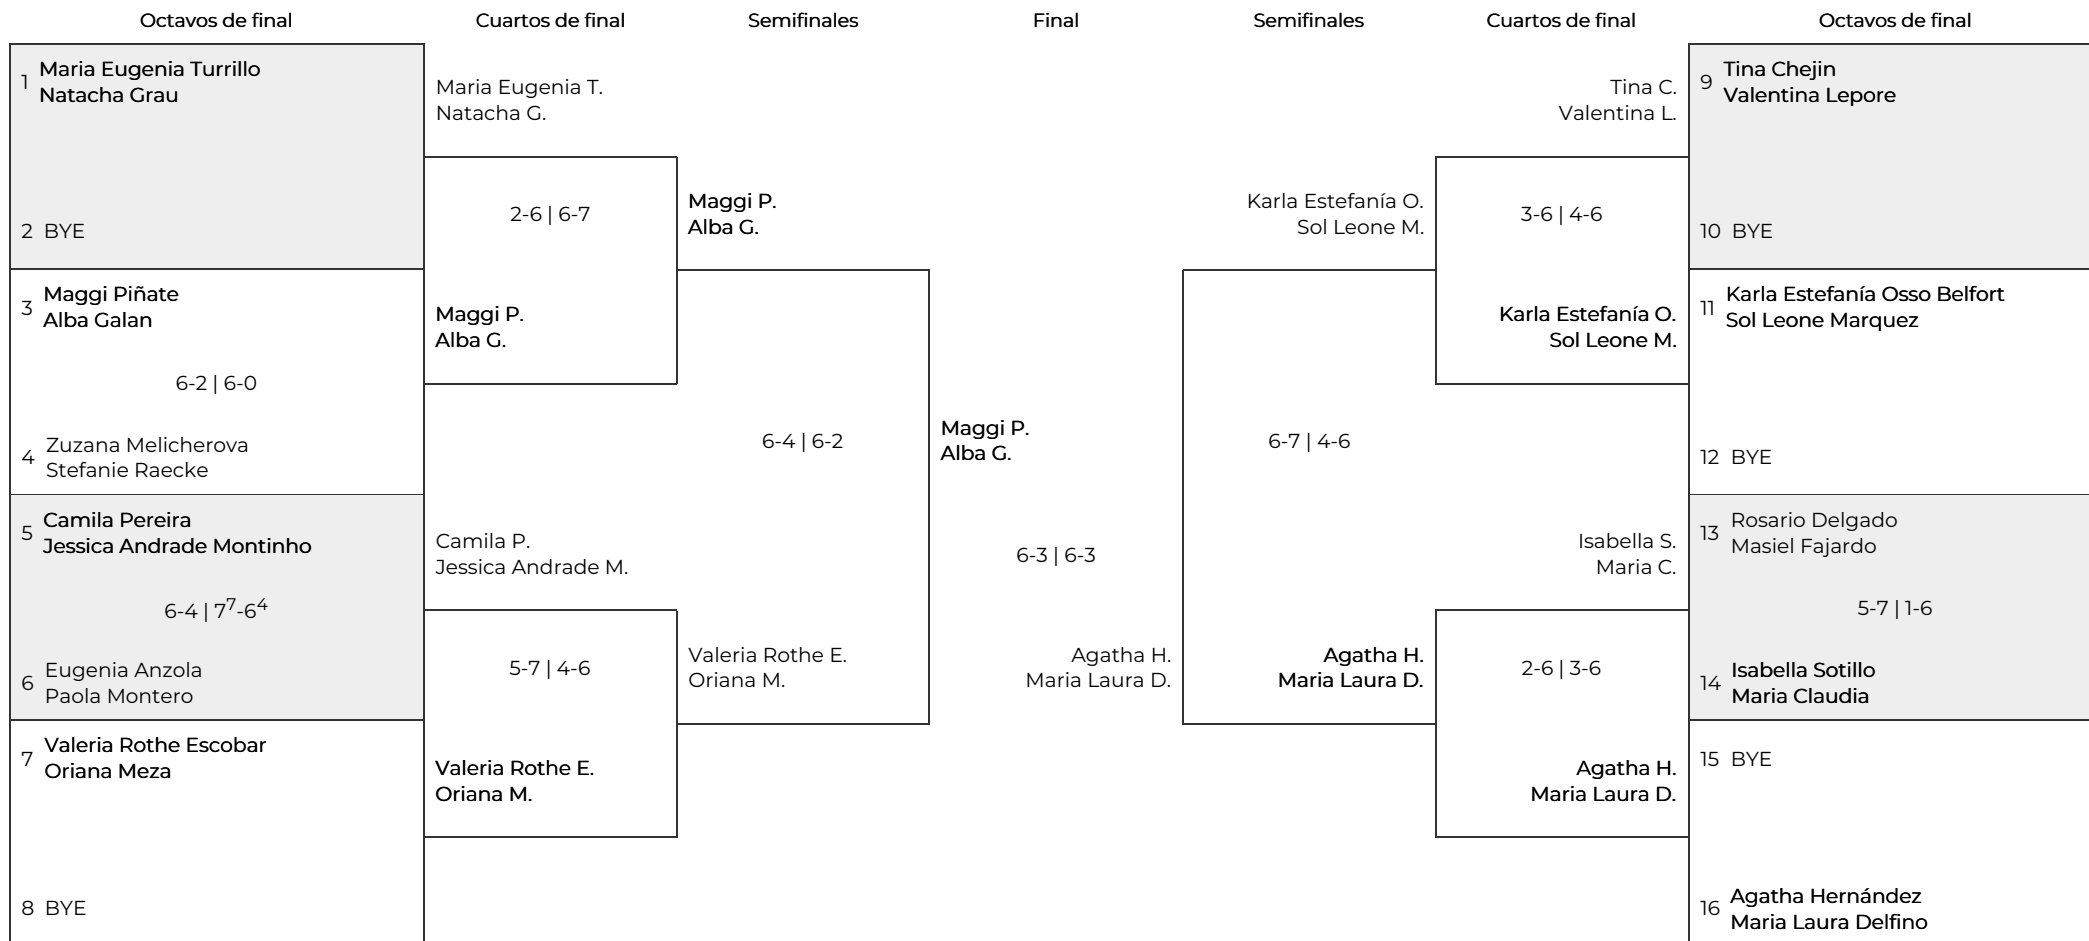 Octavos de final
Cuartos de final
Semifinales
Final
Semifinales
Cuartos de final
Octavos de final
1 Maria Eugenia Turrillo
Natacha Grau
2 BYE
3 Maggi Piñate
Alba Galan
6-2 | 6-0
4 Zuzana Melicherova
Stefanie Raecke
5 Camila Pereira
Jessica Andrade Montinho
6-4 | 7⁷-6⁴
6 Eugenia Anzola
Paola Montero
7 Valeria Rothe Escobar
Oriana Meza
8 BYE
Maria Eugenia T.
Natacha G.
2-6 | 6-7
Maggi P.
Alba G.
Camila P.
Jessica Andrade M.
5-7 | 4-6
Valeria Rothe E.
Oriana M.
Maggi P.
Alba G.
6-4 | 6-2
Valeria Rothe E.
Oriana M.
Maggi P.
Alba G.
6-3 | 6-3
Agatha H.
Maria Laura D.
Karla Estefanía O.
Sol Leone M.
6-7 | 4-6
Agatha H.
Maria Laura D.
Tina C.
Valentina L.
3-6 | 4-6
Karla Estefanía O.
Sol Leone M.
Isabella S.
Maria C.
2-6 | 3-6
Agatha H.
Maria Laura D.
9 Tina Chejin
Valentina Lepore
10 BYE
11 Karla Estefanía Osso Belfort
Sol Leone Marquez
12 BYE
13 Rosario Delgado
Masiel Fajardo
5-7 | 1-6
14 Isabella Sotillo
Maria Claudia
15 BYE
16 Agatha Hernández
Maria Laura Delfino